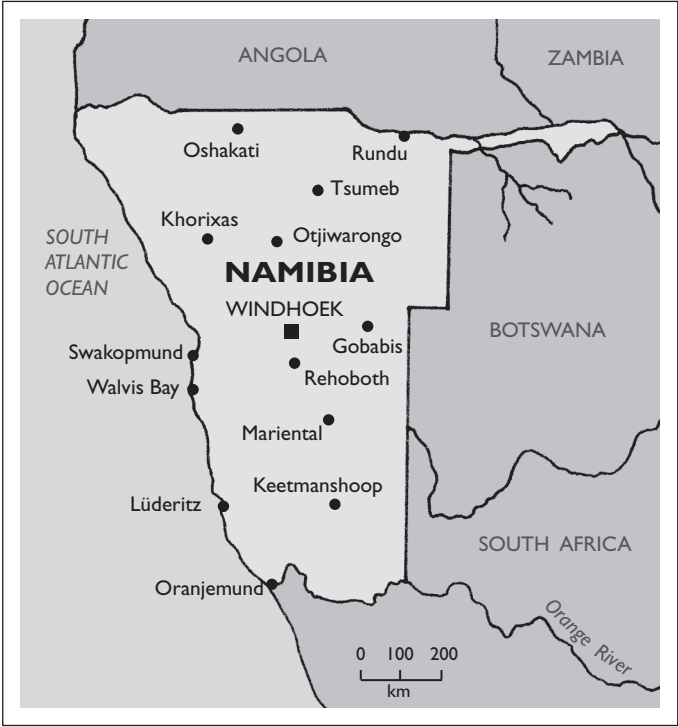 ANGOLA
ZAMBIA
Oshakati
Rundu
Tsumeb
Khorixas
Otjiwarongo
SOUTH
ATLANTIC
OCEAN
NAMIBIA
WINDHOEK
Gobabis
BOTSWANA
Swakopmund
Rehoboth
Walvis Bay
Mariental
Keetmanshoop
Lüderitz
SOUTH AFRICA
Oranjemund
Orange River
0 100 200
km